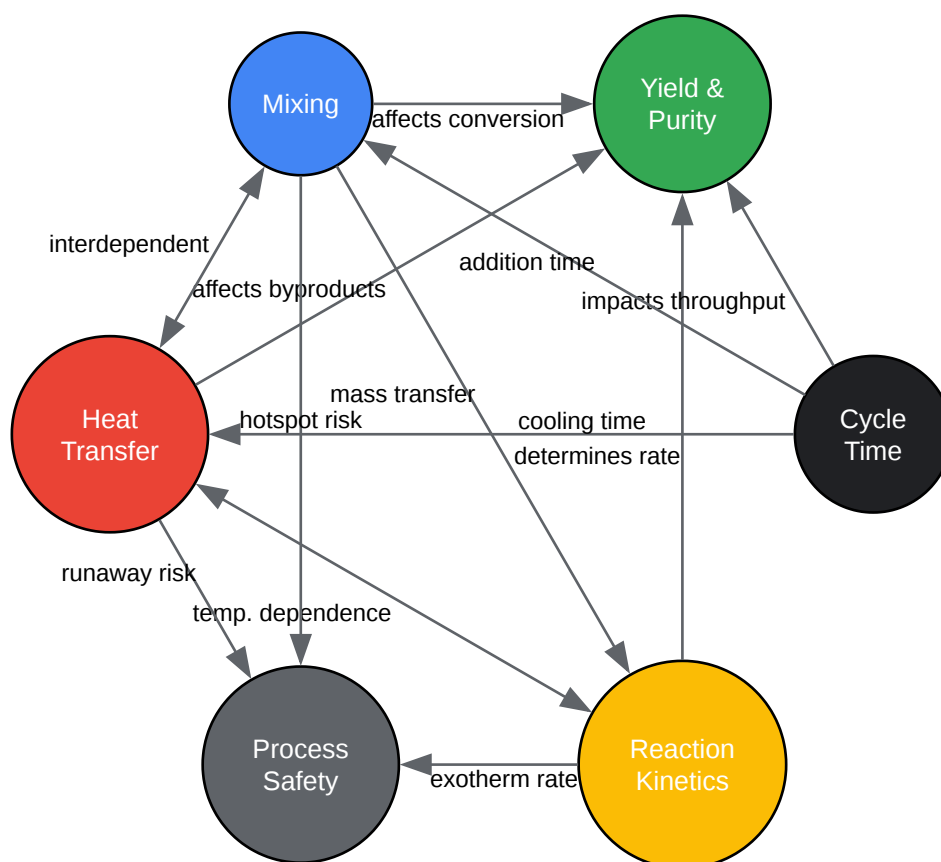 Mixing
Yield &
Purity
affects conversion
interdependent
addition time
affects byproducts
impacts throughput
Heat
Transfer
mass transfer
hotspot risk
cooling time
Cycle
Time
determines rate
runaway risk
temp. dependence
Process
Safety
exotherm rate
Reaction
Kinetics